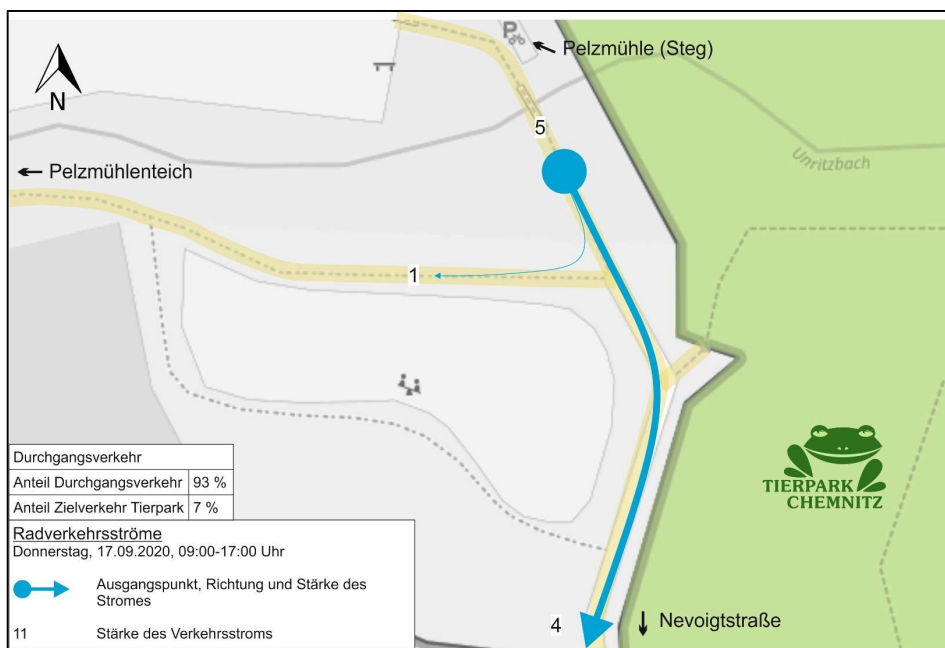 P
Pelzmühle (Steg)
N
5
Pelzmühlenteich
Unritzbach
1
TIERPARK
CHEMNITZ
Durchgangsverkehr
Anteil Durchgangsverkehr 93 %
Anteil Zielverkehr Tierpark 7 %
Radverkehrsströme
Donnerstag, 17.09.2020, 09:00-17:00 Uhr
Ausgangspunkt, Richtung und Stärke des
Stromes
11 Stärke des Verkehrsstroms
4
Nevoigtstraße